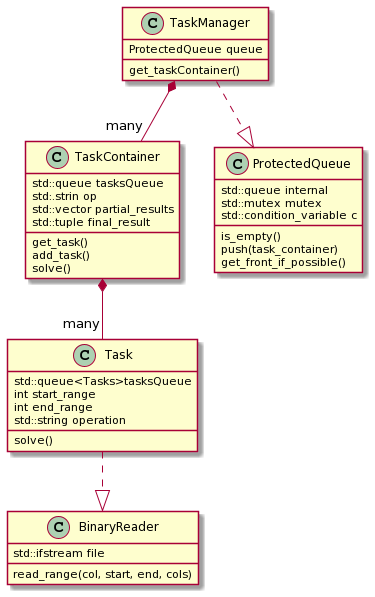 C TaskManager
ProtectedQueue queue
get_taskContainer()
many
C TaskContainer
std::queue tasksQueue
std:.strin op
std::vector partial_results
std::tuple final_result
get_task()
add_task()
solve()
C ProtectedQueue
std::queue internal
std::mutex mutex
std::condition_variable c
is_empty()
push(task_container)
get_front_if_possible()
many
C Task
std::queue<Tasks>tasksQueue
int start_range
int end_range
std::string operation
solve()
C BinaryReader
std::ifstream file
read_range(col, start, end, cols)